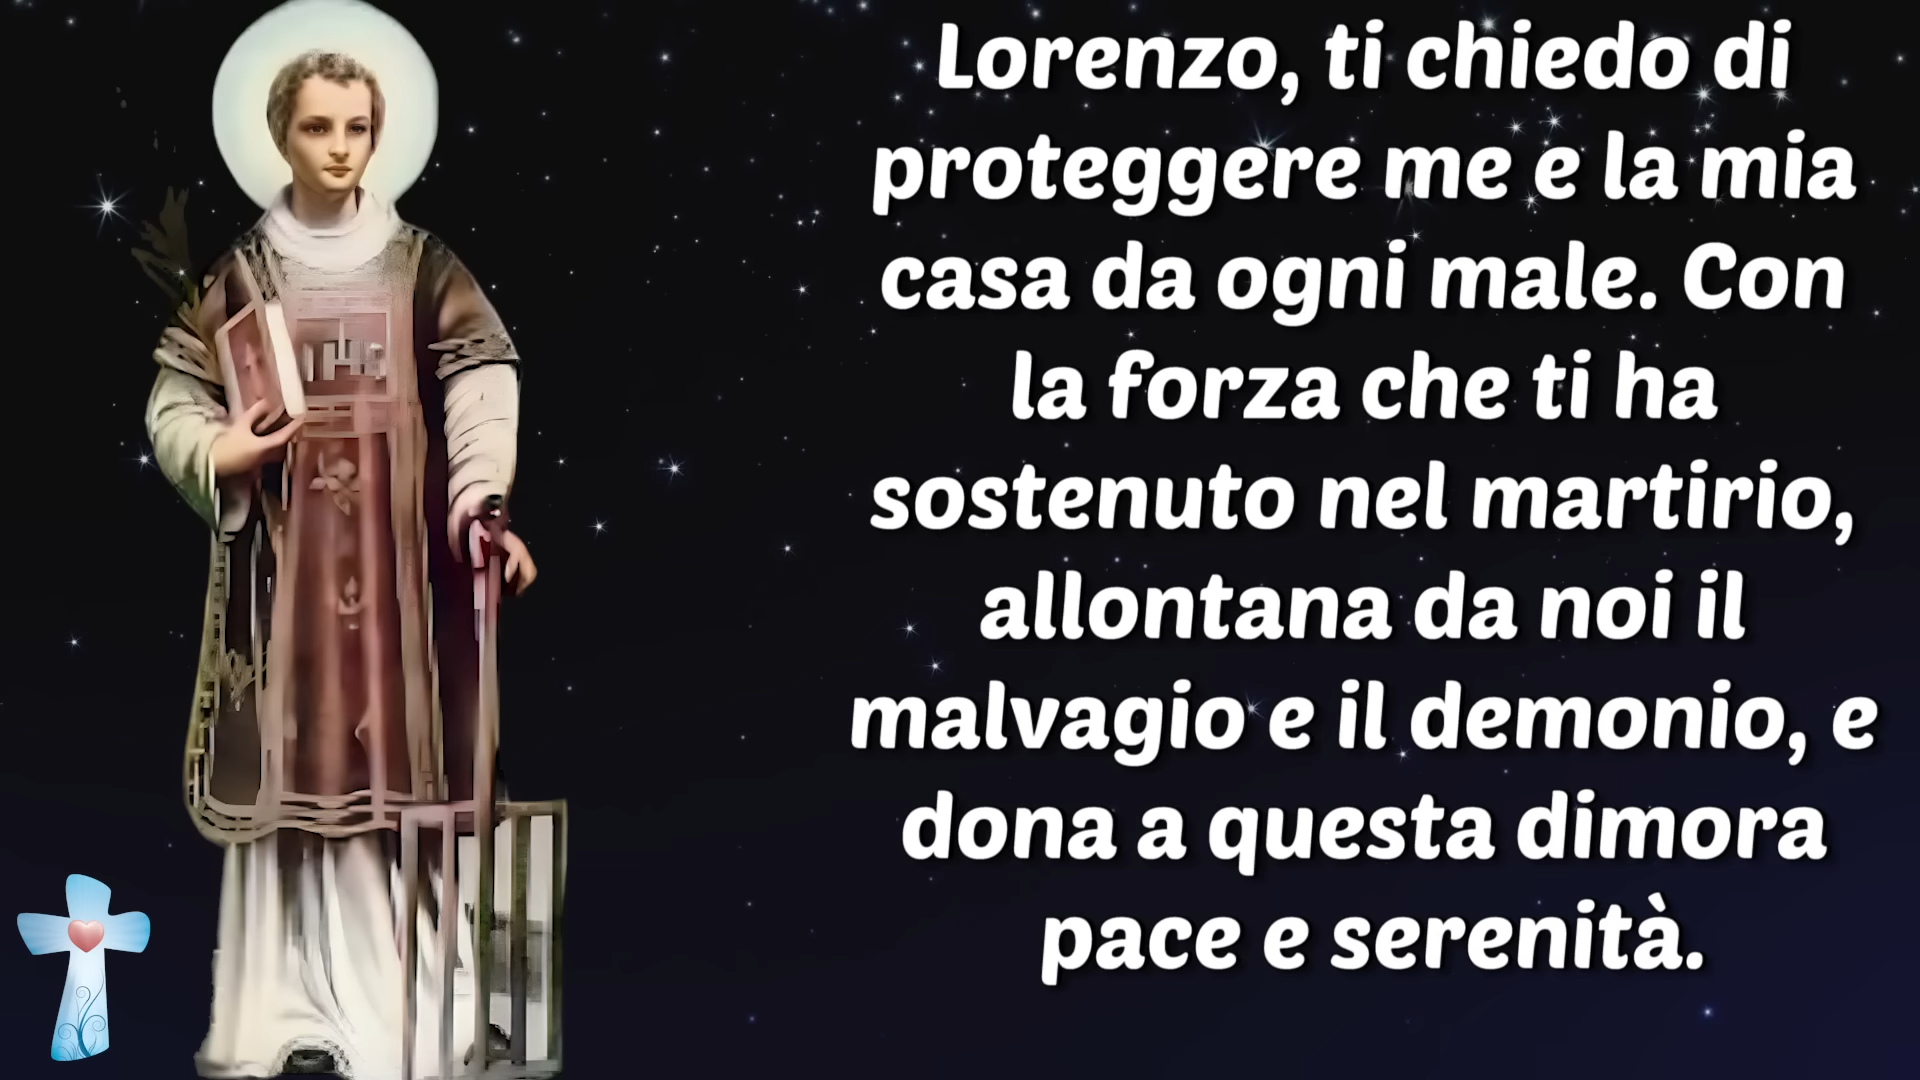 Lorenzo, ti chiedo di
proteggere me e la mia
casa da ogni male. Con
la forza che ti ha
sostenuto nel martirio,
allontana da noi il
malvagio e il demonio, e
dona a questa dimora
pace e serenità.